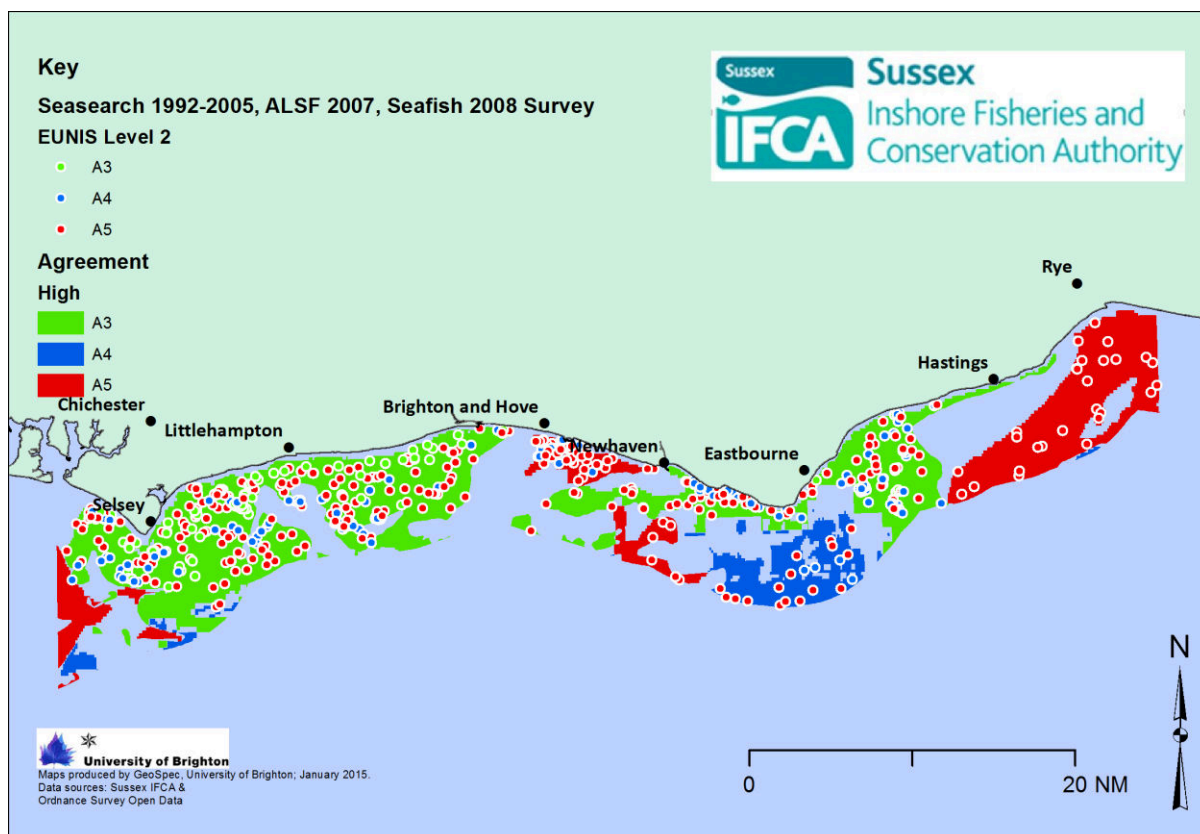 Key
Seasearch 1992-2005, ALSF 2007, Seafish 2008 Survey
EUNIS Level 2
A3
A4
A5
Agreement
High
A3
A4
A5
Sussex
IFCA
Sussex
Inshore Fisheries and
Conservation Authority
Rye
Hastings
Chichester
Littlehampton
Brighton and Hove
Newhaven
Eastbourne
Selsey
N
University of Brighton
Maps produced by GeoSpec, University of Brighton; January 2015.
Data sources: Sussex IFCA &
Ordnance Survey Open Data
0
20 NM